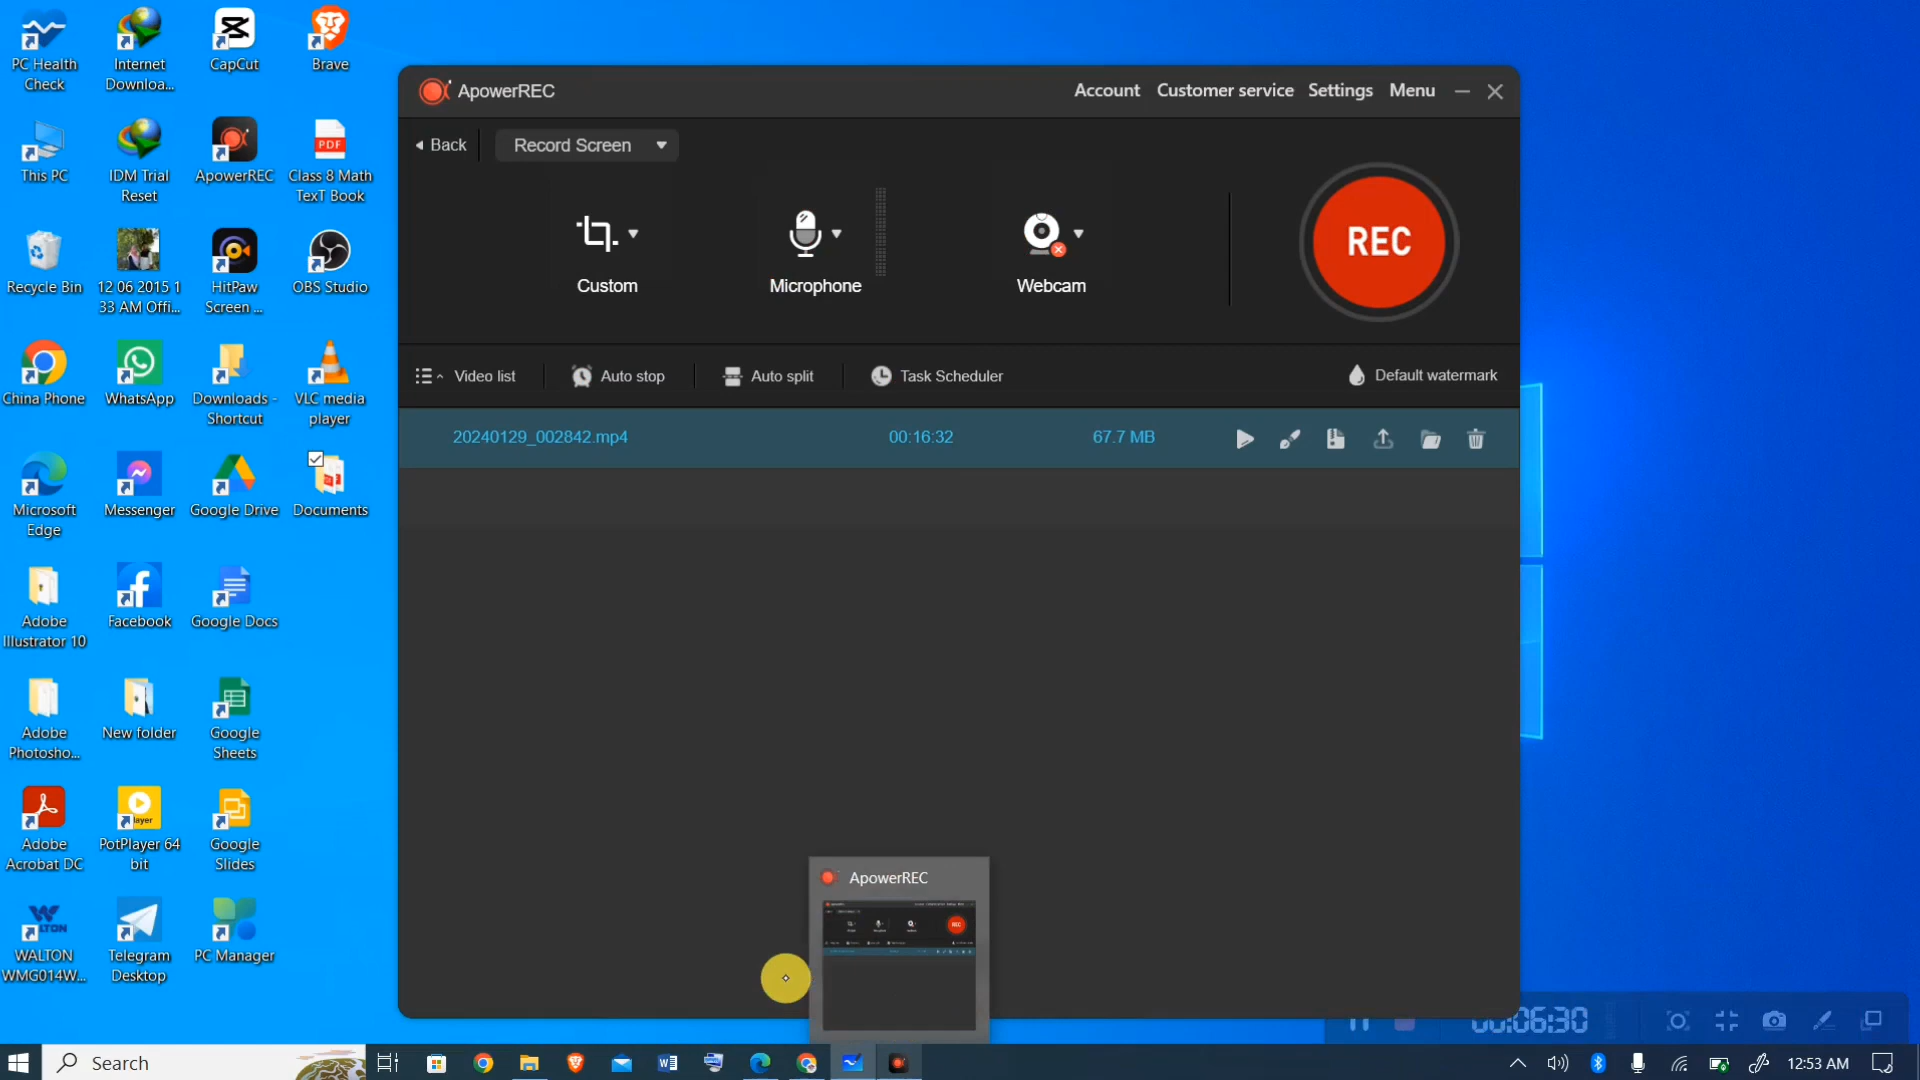 PC Health
Check
Internet
Downloa...
CapCut
Brave
This PC
IDM Trial
Reset
ApowerREC
PDF
Class 8 Math
TexT Book
Recycle Bin
12 06 2015 1
33 AM Offi...
HitPaw
Screen ...
OBS Studio
China Phone
WhatsApp
Downloads -
Shortcut
VLC media
player
Microsoft
Edge
Messenger
Google Drive
Documents
Adobe
Illustrator 10
Facebook
Google Docs
Adobe
Photosho...
New folder
Google
Sheets
Adobe
Acrobat DC
PotPlayer 64
bit
Google
Slides
WALTON
WMG014W...
Telegram
Desktop
PC Manager
ApowerREC
Account
Customer service
Settings
Menu
Back
Record Screen
Custom
Microphone
Webcam
REC
Video list
Auto stop
Auto split
Task Scheduler
Default watermark
20240129_002842.mp4
00:16:32
67.7 MB
ApowerREC
00:06:30
Search
12:53 AM